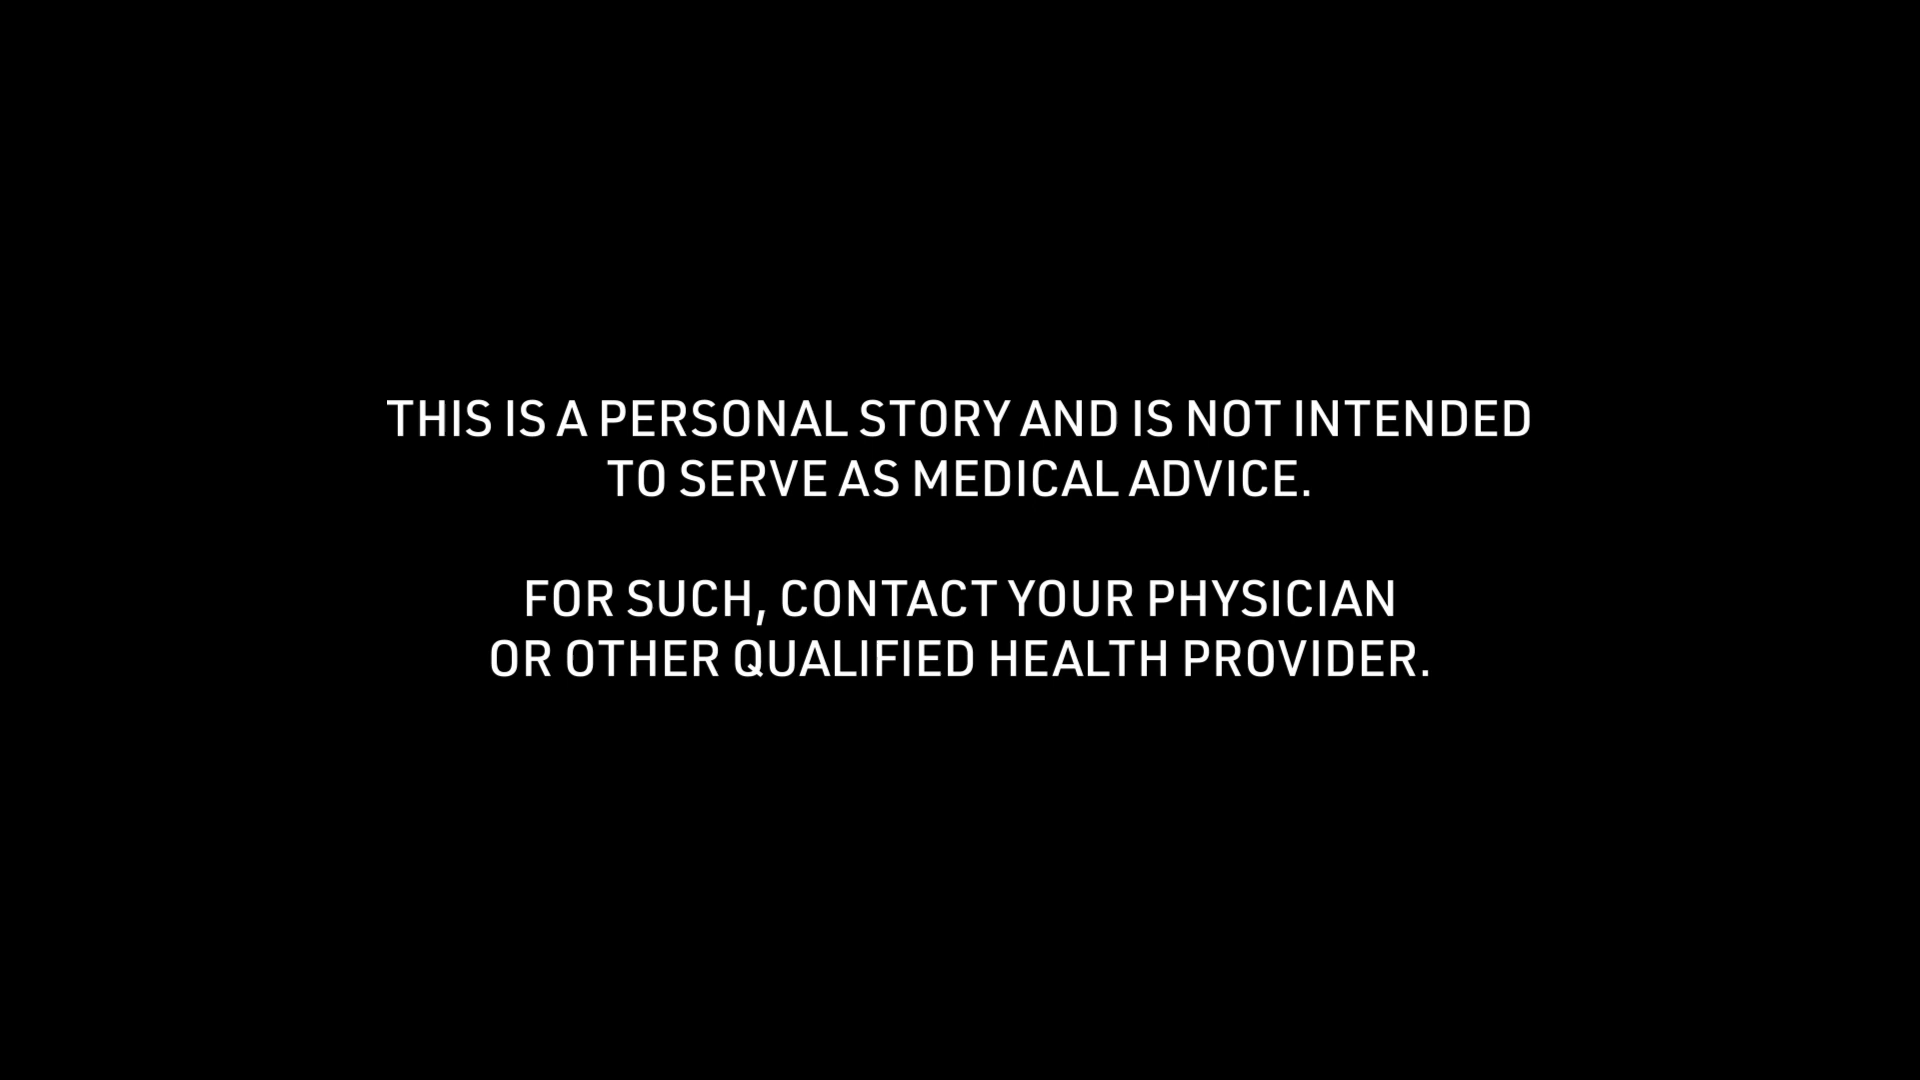 THIS IS A PERSONAL STORY AND IS NOT INTENDED
TO SERVE AS MEDICAL ADVICE.
FOR SUCH, CONTACT YOUR PHYSICIAN
OR OTHER QUALIFIED HEALTH PROVIDER.